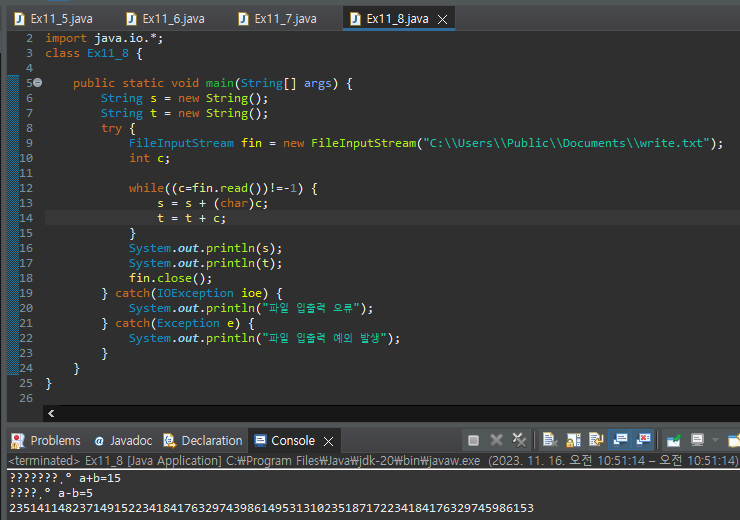 Ex11_5.java Ex11_6.java Ex11_7.java Ex11_8.java
2 import java.io.*;
3 class Ex11_8 {
4
5 public static void main(String[] args) {
6 String s = new String();
7 String t = new String();
8 try {
9 FileInputStream fin = new FileInputStream("C:\\Users\\Public\\Documents\\write.txt");
10 int c;
11
12 while((c=fin.read())!=-1) {
13 s = s + (char)c;
14 t = t + c;
15 }
16 System.out.println(s);
17 System.out.println(t);
18 fin.close();
19 } catch(IOException ioe) {
20 System.out.println("파일 입출력 오류");
21 } catch(Exception e) {
22 System.out.println("파일 입출력 예외 발생");
23 }
24 }
25 }
26
Problems Javadoc Declaration Console
<terminated> Ex11_8 [Java Application] C:₩Program Files₩Java₩jdk-20₩bin₩javaw.exe (2023. 11. 16. 오전 10:51:14 – 오전 10:51:14)
???????¸° a+b=15
????¸° a-b=5
2351411482371491522341841763297439861495313102351871722341841763297459​86153